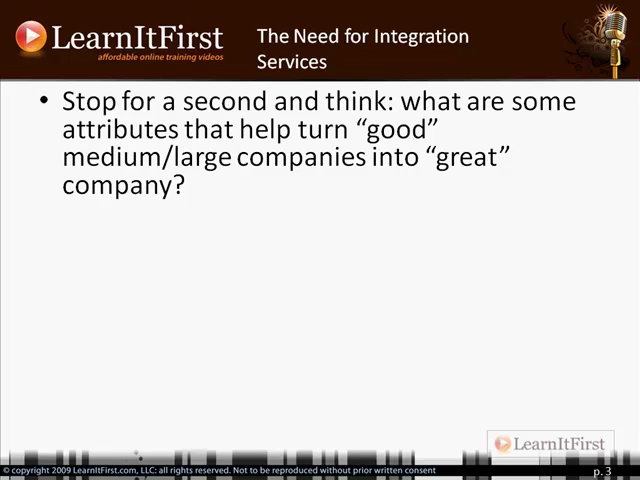 LearnItFirst
affordable online training videos
The Need for Integration
Services
• Stop for a second and think: what are some
attributes that help turn “good”
medium/large companies into “great”
company?
LearnItFirst
© copyright 2009 LearnItFirst.com, LLC: all rights reserved. Not to be reproduced without prior written consent
p. 3